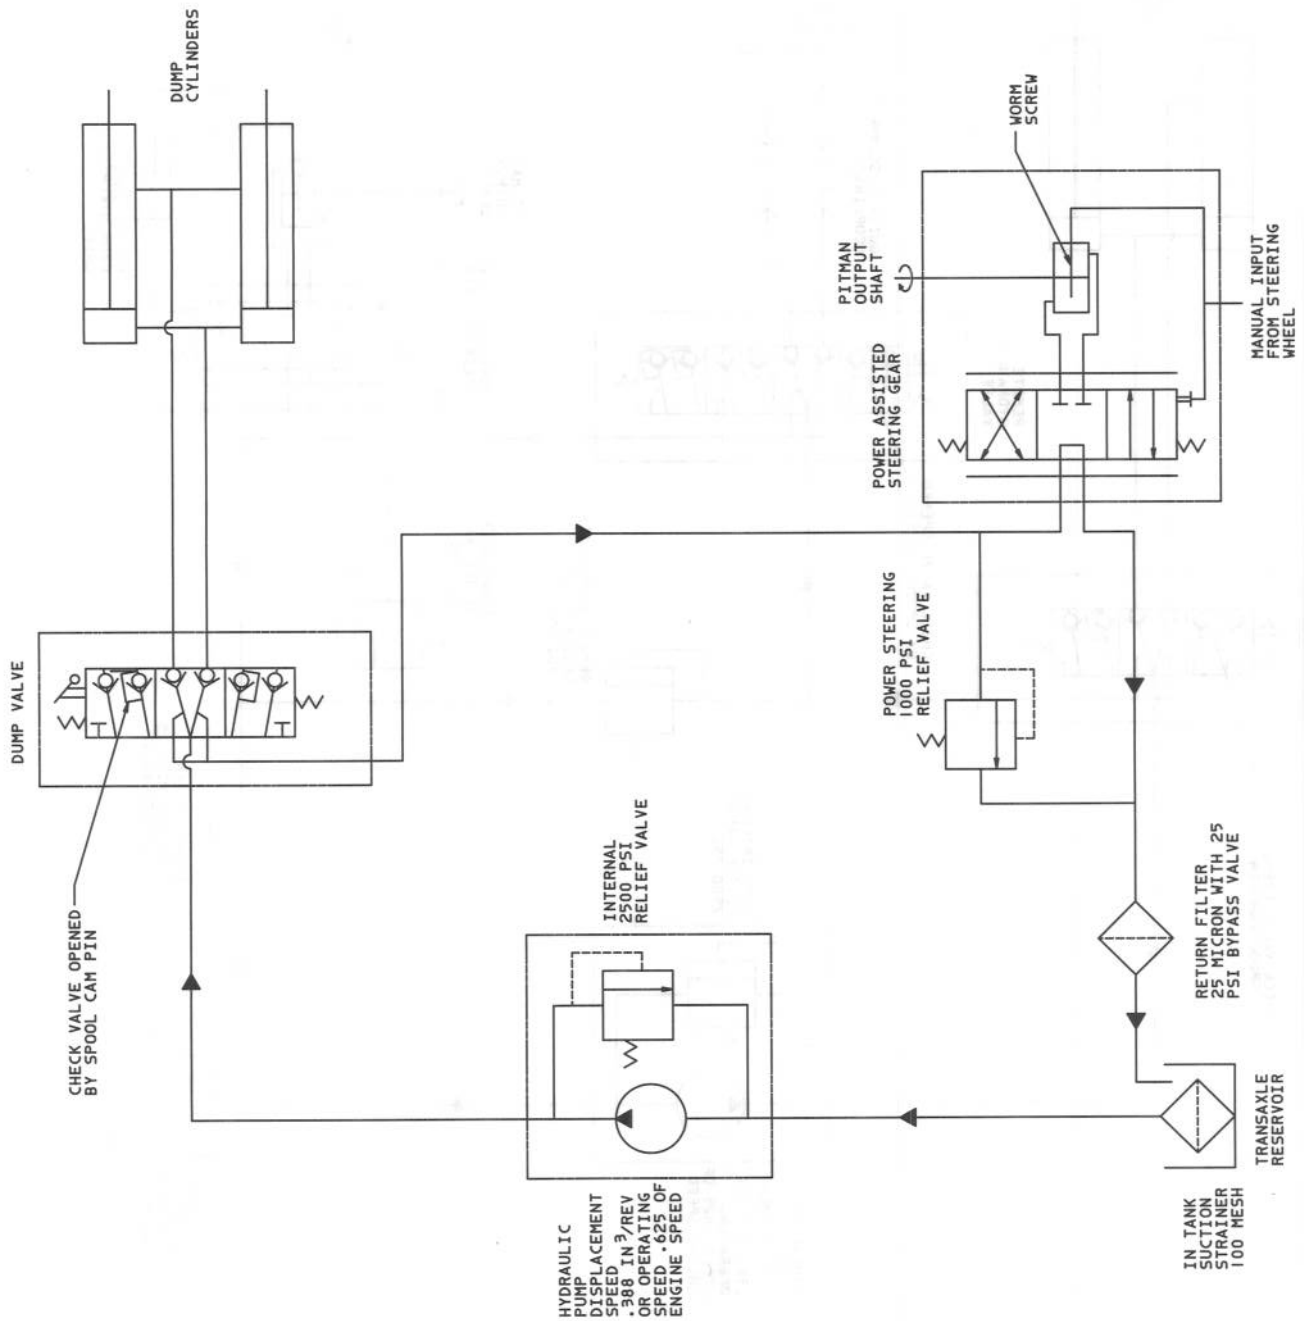 DUMP
CYLINDERS
DUMP VALVE
CHECK VALVE OPENED
BY SPOOL CAM PIN
WORM
SCREW
PITMAN
OUTPUT
SHAFT
POWER ASSISTED
STEERING GEAR
MANUAL INPUT
FROM STEERING
WHEEL
POWER STEERING
1000 PSI
RELIEF VALVE
INTERNAL
2500 PSI
RELIEF VALVE
HYDRAULIC
PUMP
DISPLACEMENT
SPEED
.388 IN³/REV
OR OPERATING
SPEED .625 OF
ENGINE SPEED
RETURN FILTER
25 MICRON WITH 25
PSI BYPASS VALVE
IN TANK
SUCTION
STRAINER
100 MESH
TRANSAXLE
RESERVOIR